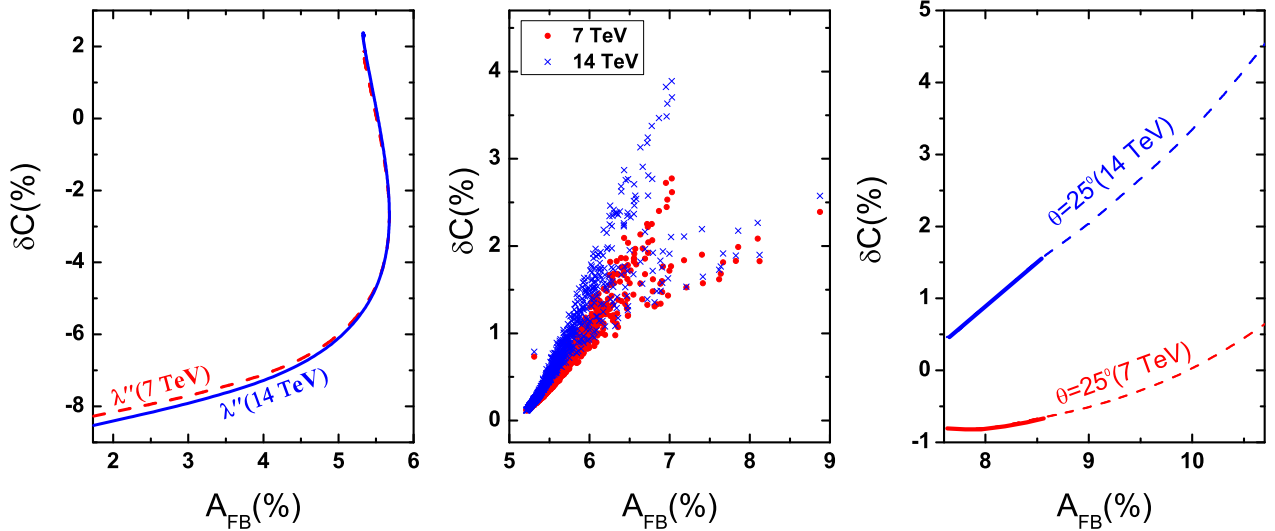 2
0
-2
-4
-6
-8
δC(%)
λ″(7 TeV)
λ″(14 TeV)
2 3 4 5 6
A_FB(%)
7 TeV
14 TeV
4
3
2
1
0
δC(%)
5 6 7 8 9
A_FB(%)
5
4
3
2
1
0
-1
δC(%)
θ=25⁰(14 TeV)
θ=25⁰(7 TeV)
8 9 10
A_FB(%)